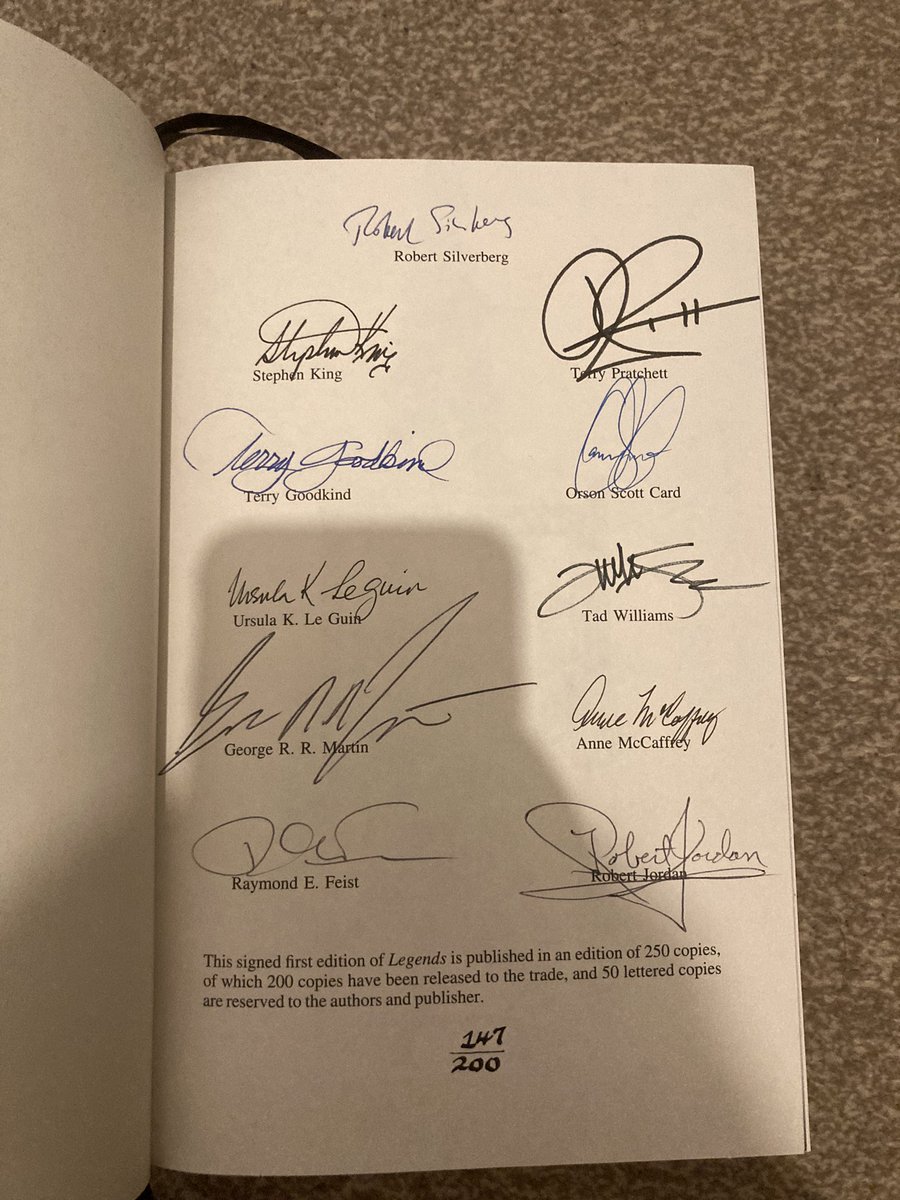 Robert Silverberg
Robert Silverberg
Stephen King
Stephen King
Terry Pratchett
Terry Goodkind
Terry Goodkind
Orson Scott Card
Ursula K Le Guin
Ursula K. Le Guin
Tad Williams
George R. R. Martin
Anne McCaffrey
Anne McCaffrey
Raymond E. Feist
Robert Jordan
Robert Jordan
This signed first edition of Legends is published in an edition of 250 copies,
of which 200 copies have been released to the trade, and 50 lettered copies
are reserved to the authors and publisher.
147
200